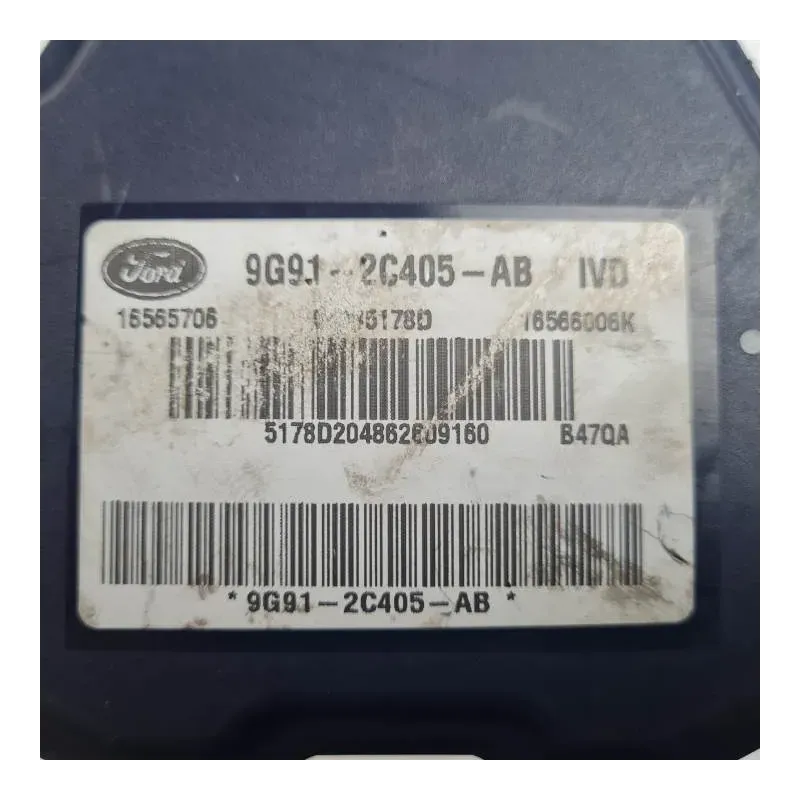 Ford 9G91-2C405-AB IVD
16565706 16566006K
5178D204862609160 B47QA
* 9G91-2C405-AB *